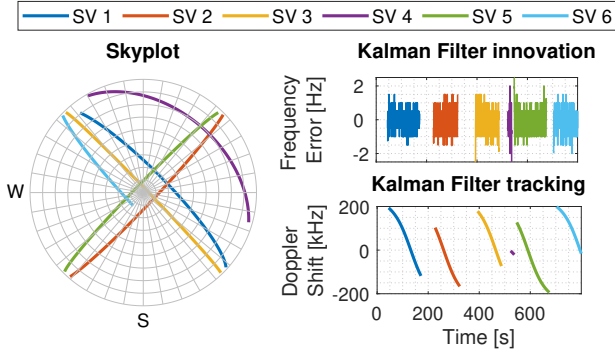 SV 1 SV 2 SV 3 SV 4 SV 5 SV 6
Skyplot
W
S
Kalman Filter innovation
Frequency
Error [Hz]
2
0
-2
Kalman Filter tracking
Doppler
Shift [kHz]
200
0
-200
0 200 400 600
Time [s]